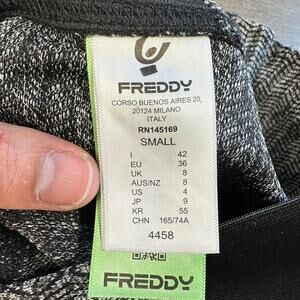 FREDDY
CORSO BUENOS AIRES 20,
20124 MILANO
ITALY
RN145169
SMALL
I 42
EU 36
UK 8
AUS/NZ 8
US 4
JP 9
KR 55
CHN 165/74A
4458
FREDDY